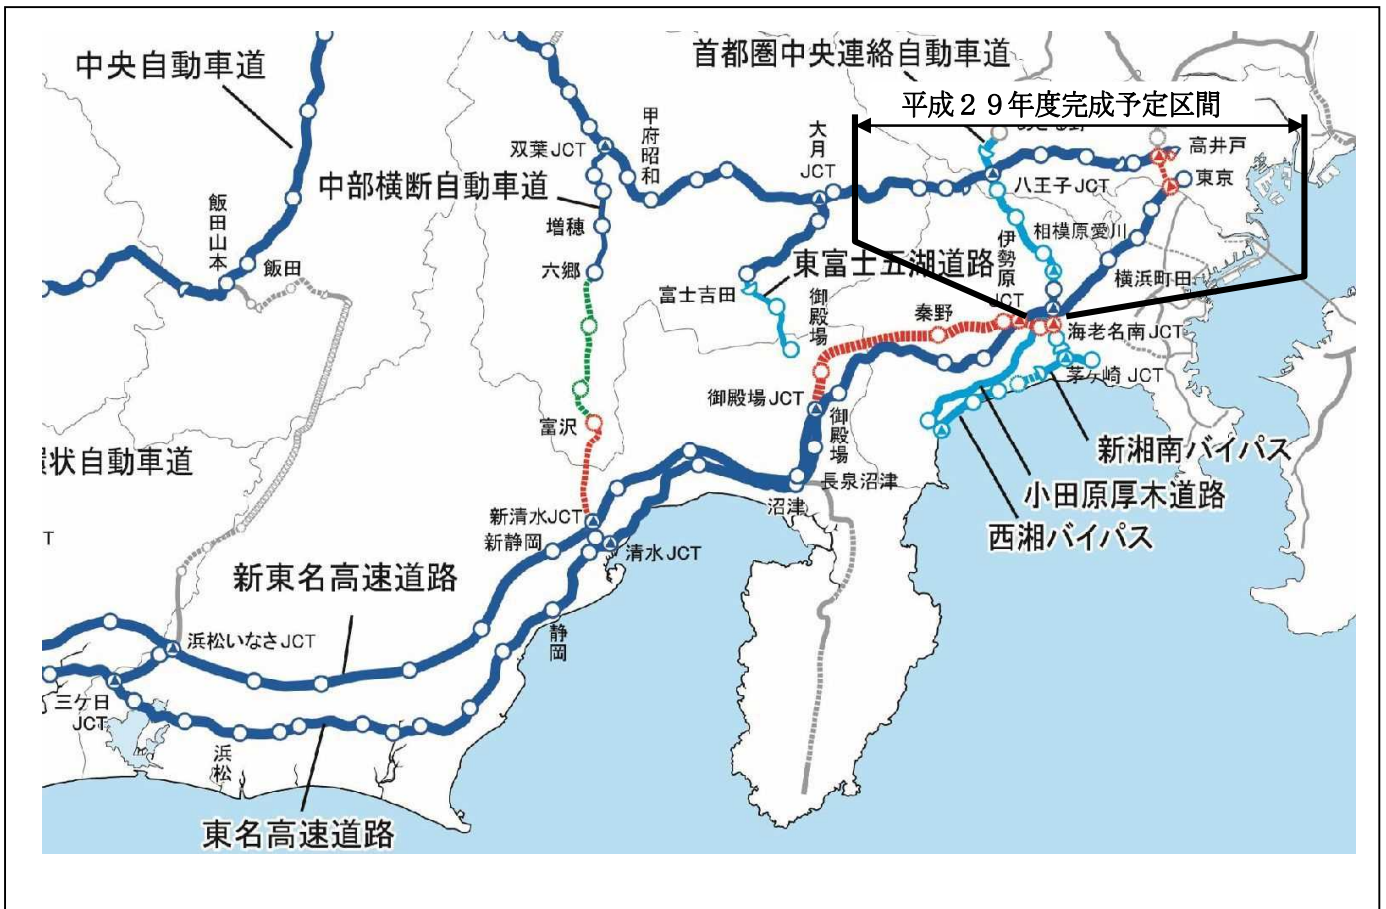 首都圏中央連絡自動車道
中央自動車道
平成２９年度完成予定区間
甲府昭和
大月
JCT
双葉JCT
高井戸
中部横断自動車道
八王子JCT
東京
飯田山本
増穂
相模原愛川
伊勢原
JCT
飯田
六郷
東富士五湖道路
横浜町田
富士吉田
御殿場
秦野
海老名南JCT
茅ヶ崎JCT
御殿場JCT
御殿場
富沢
新湘南バイパス
状自動車道
長泉沼津
小田原厚木道路
沼津
新清水JCT
西湘バイパス
T
新静岡
清水JCT
新東名高速道路
静岡
浜松いなさJCT
三ケ日
JCT
浜松
東名高速道路